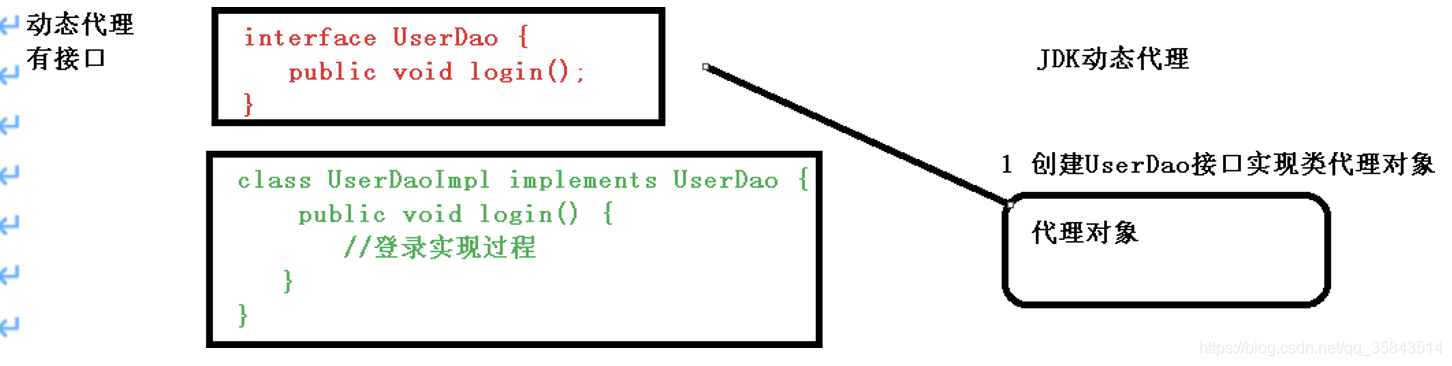 动态代理
有接口
interface UserDao {
public void login();
}
class UserDaoImpl implements UserDao {
public void login() {
//登录实现过程
}
}
JDK动态代理
1 创建UserDao接口实现类代理对象
代理对象
https://blog.csdn.net/qq_35843514